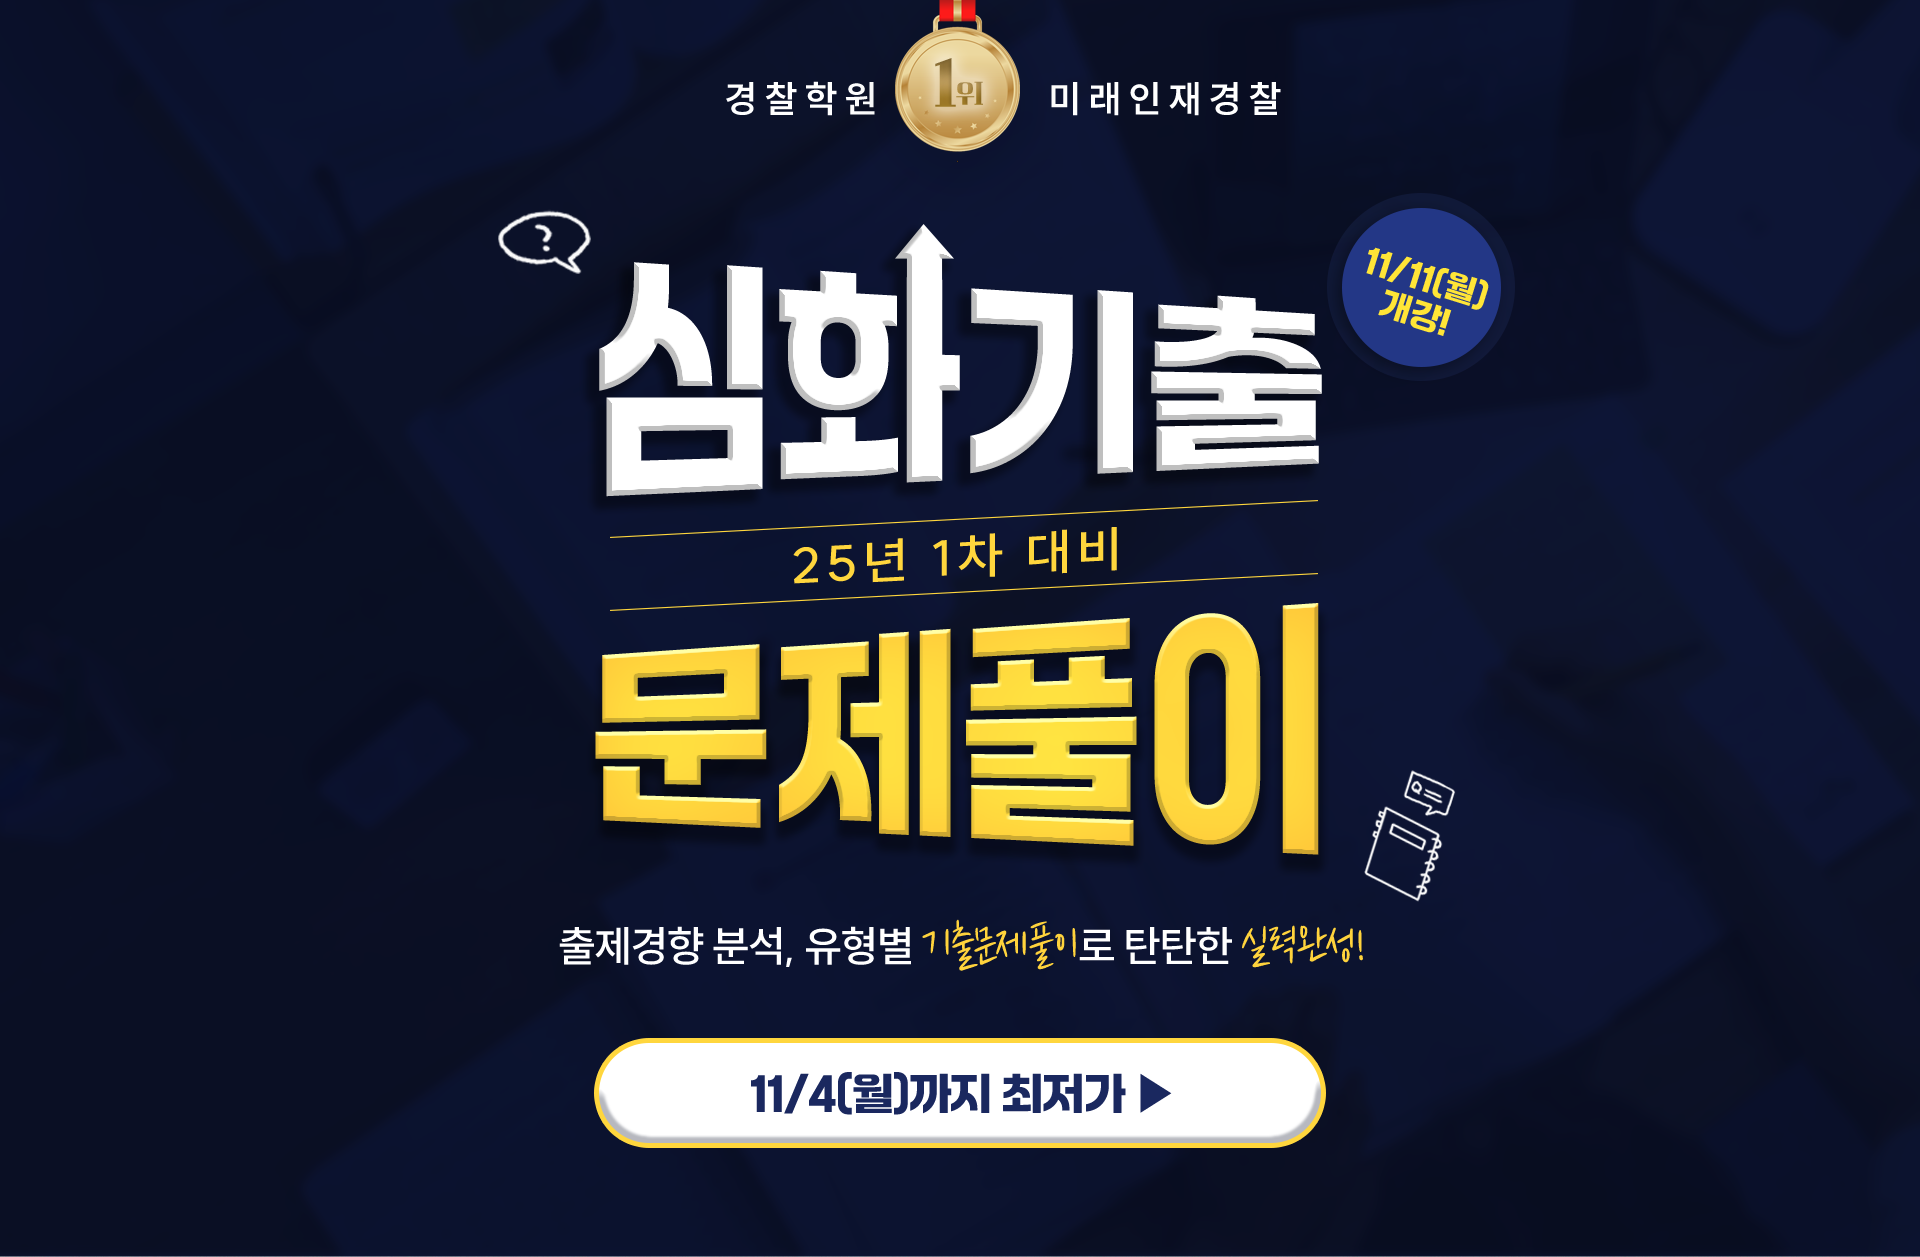 경찰학원 1위 미래인재경찰
?
11/11(월)
개강!
심화기출
25년 1차 대비
문제풀이
Q
출제경향 분석, 유형별 기출문제풀이로 탄탄한 실력완성!
11/4(월)까지 최저가 ▶